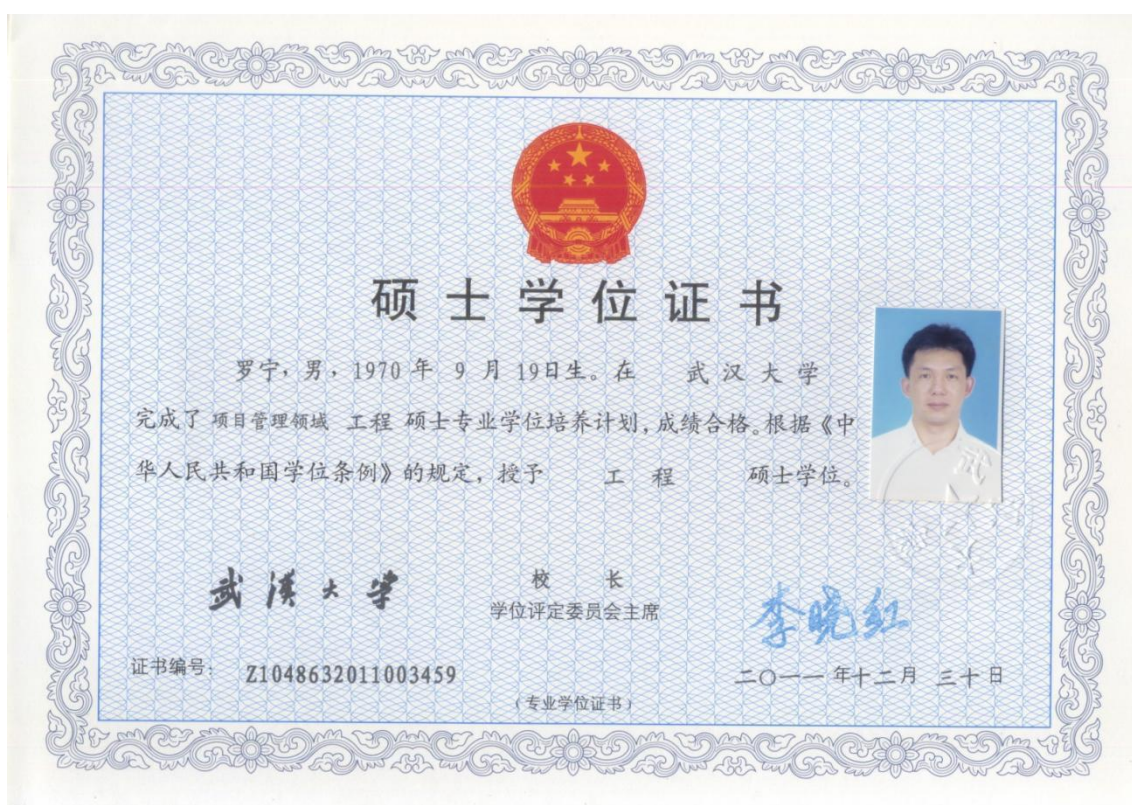 硕士学位证书
罗宁，男，1970 年 9 月 19日生。在 武汉大学
完成了 项目管理领域 工程 硕士专业学位培养计划，成绩合格。根据《中
华人民共和国学位条例》的规定，授予 工 程 硕士学位。
武漢大学
校 长
学位评定委员会主席
李晓红
证书编号： Z1048632011003459
二〇一一 年十二月 三十 日
（专业学位证书）
武